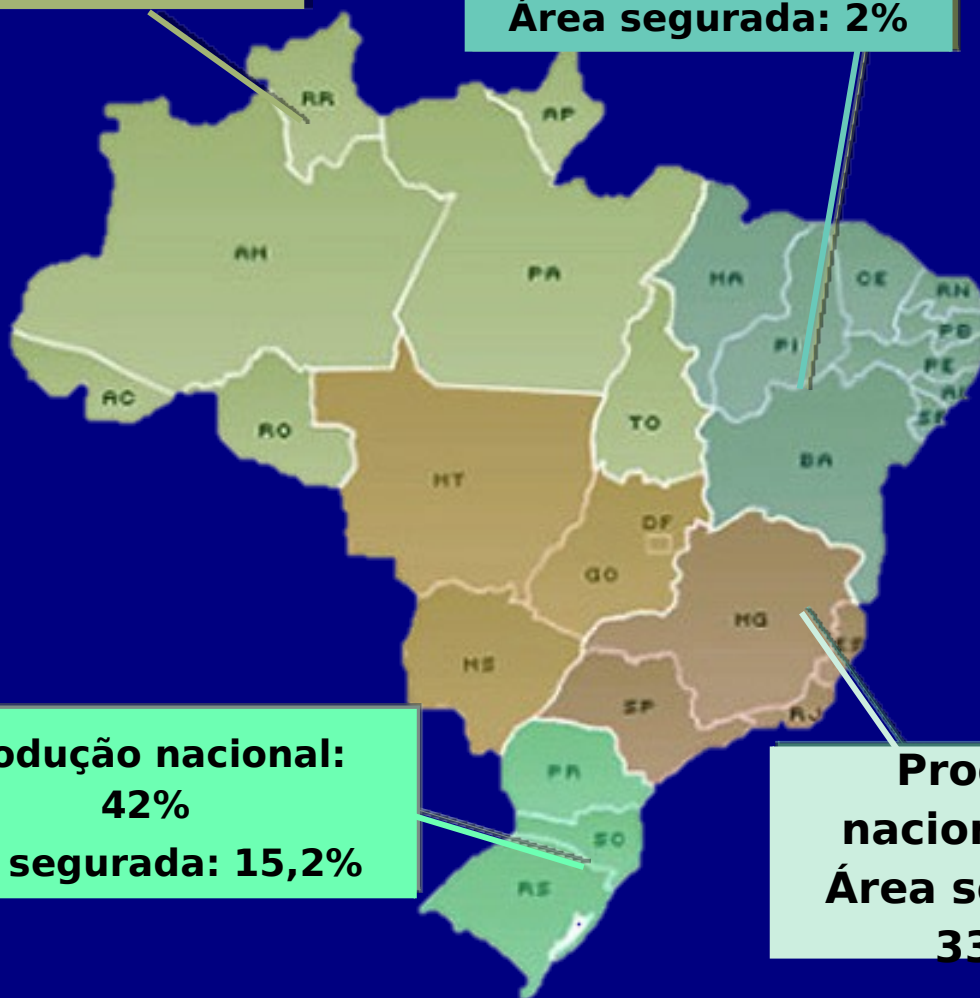 Área segurada: 2%
RR
AP
AM
PA
MA
CE
RN
PI
PB
PE
AL
AC
RO
TO
BA
MT
DF
GO
MG
ES
MS
SP
RJ
odução nacional:
42%
segurada: 15,2%
PR
SC
RS
Pro
nacion
Área se
33